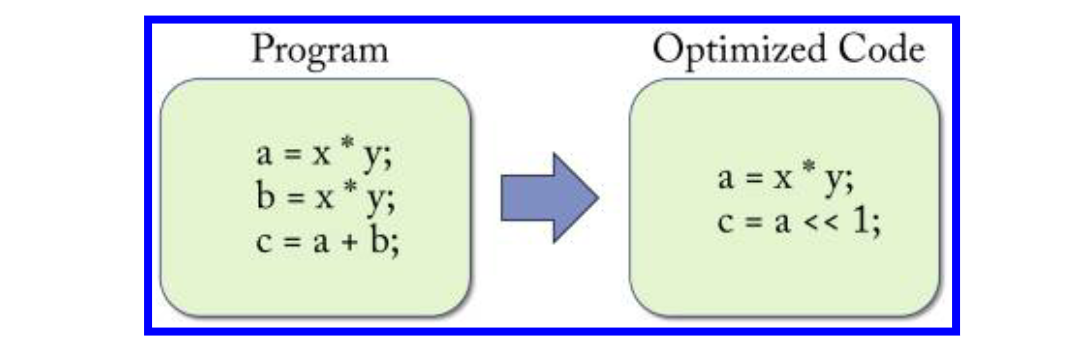 Program
a = x * y;
b = x * y;
c = a + b;
Optimized Code
a = x * y;
c = a << 1;